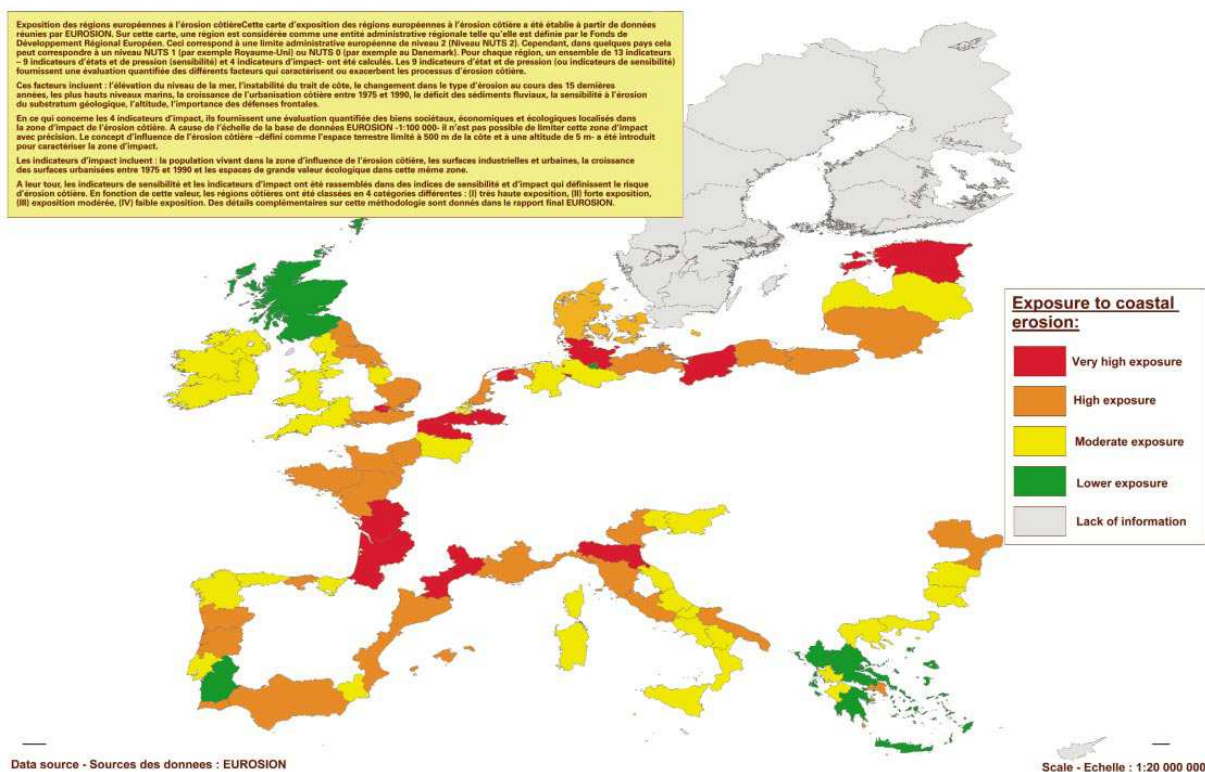 Exposition des régions européennes à l'érosion côtièreCette carte d'exposition des régions européennes à l'érosion côtière a été établie à partir de données
réunies par EUROSION. Sur cette carte, une région est considérée comme une entité administrative régionale telle qu'elle est définie par le Fonds de
Développement Régional Européen. Ceci correspond à une limite administrative européenne de niveau 2 (Niveau NUTS 2). Cependant, dans quelques pays cela
peut correspondre à un niveau NUTS 1 (par exemple Royaume-Uni) ou NUTS 0 (par exemple au Danemark). Pour chaque région, un ensemble de 13 indicateurs
– 9 indicateurs d'états et de pression (sensibilité) et 4 indicateurs d'impact- ont été calculés. Les 9 indicateurs d'état et de pression (ou indicateurs de sensibilité)
fournissent une évaluation quantifiée des différents facteurs qui caractérisent ou exacerbent les processus d'érosion côtière.
Ces facteurs incluent : l'élévation du niveau de la mer, l'instabilité du trait de côte, le changement dans le type d'érosion au cours des 15 dernières
années, les plus hauts niveaux marins, la croissance de l'urbanisation côtière entre 1975 et 1990, le déficit des sédiments fluviaux, la sensibilité à l'érosion
du substratum géologique, l'altitude, l'importance des défenses frontales.
En ce qui concerne les 4 indicateurs d'impact, ils fournissent une évaluation quantifiée des biens sociétaux, économiques et écologiques localisés dans
la zone d'impact de l'érosion côtière. A cause de l'échelle de la base de données EUROSION -1:100 000- il n'est pas possible de limiter cette zone d'impact
avec précision. Le concept d'influence de l'érosion côtière –défini comme l'espace terrestre limité à 500 m de la côte et à une altitude de 5 m- a été introduit
pour caractériser la zone d'impact.
Les indicateurs d'impact incluent : la population vivant dans la zone d'influence de l'érosion côtière, les surfaces industrielles et urbaines, la croissance
des surfaces urbanisées entre 1975 et 1990 et les espaces de grande valeur écologique dans cette même zone.
A leur tour, les indicateurs de sensibilité et les indicateurs d'impact ont été rassemblés dans des indices de sensibilité et d'impact qui définissent le risque
d'érosion côtière. En fonction de cette valeur, les régions côtières ont été classées en 4 catégories différentes : (I) très haute exposition, (II) forte exposition,
(III) exposition modérée, (IV) faible exposition. Des détails complémentaires sur cette méthodologie sont donnés dans le rapport final EUROSION.
Exposure to coastal
erosion:
Very high exposure
High exposure
Moderate exposure
Lower exposure
Lack of information
Data source - Sources des donnees : EUROSION
Scale - Echelle : 1:20 000 000